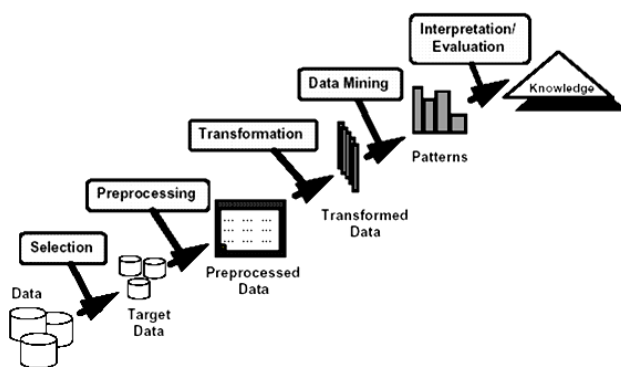 Interpretation/
Evaluation
Data Mining
Knowledge
Transformation
Patterns
Preprocessing
Transformed
Data
Selection
Preprocessed
Data
Data
Target
Data